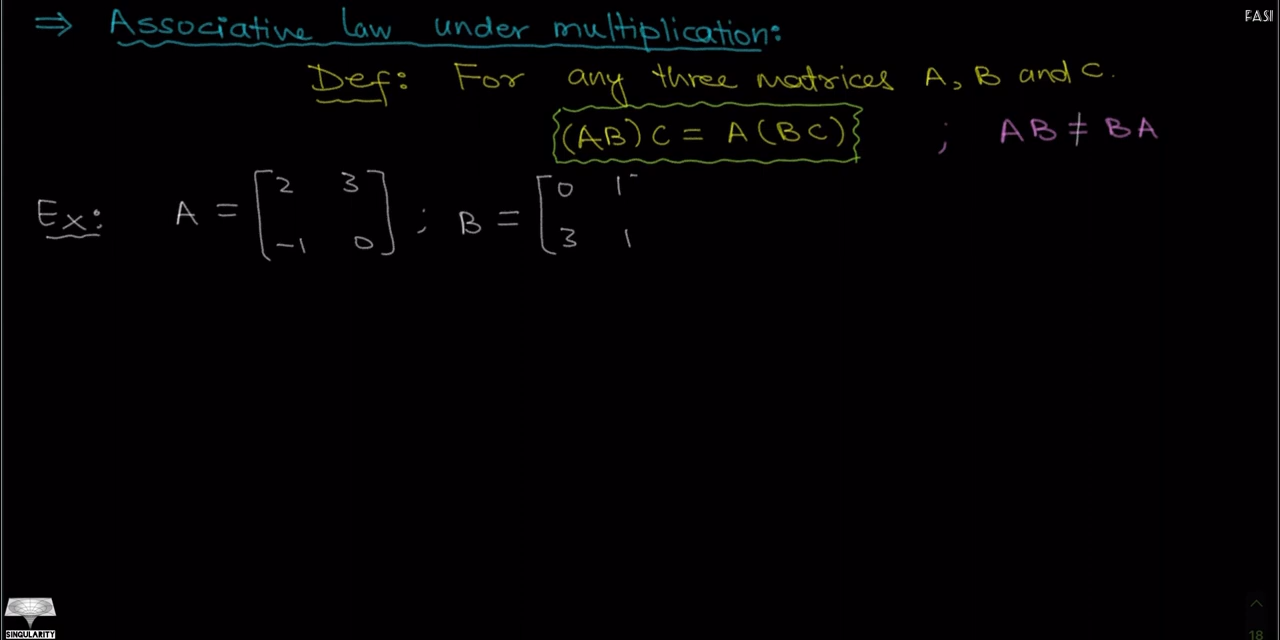 ⇒ Associative law under multiplication:
FASI
Def: For any three matrices A, B and C.
(AB)C = A(BC) ; AB ≠ BA
Ex: A = [2 3; -1 0] ; B = [0 1; 3 1
SINGULARITY
18